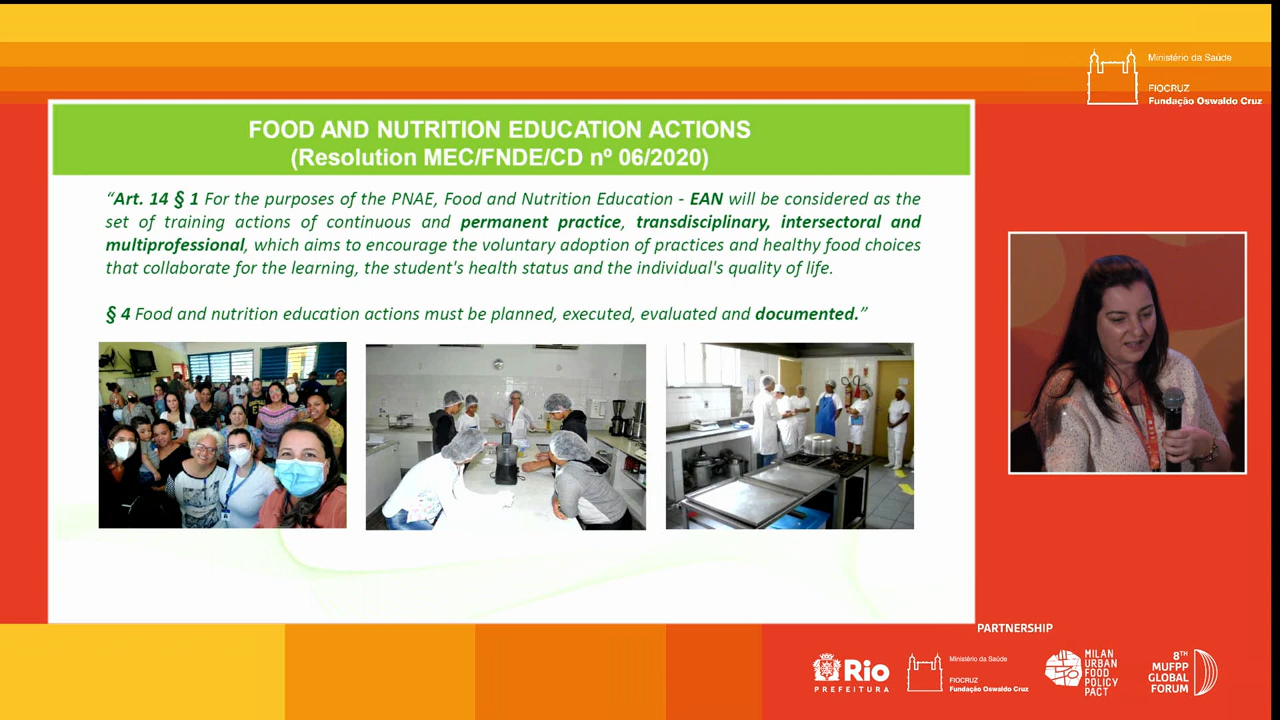 Ministério da Saúde
FIOCRUZ
Fundação Oswaldo Cruz
FOOD AND NUTRITION EDUCATION ACTIONS
(Resolution MEC/FNDE/CD nº 06/2020)
“Art. 14 § 1 For the purposes of the PNAE, Food and Nutrition Education - EAN will be considered as the
set of training actions of continuous and permanent practice, transdisciplinary, intersectoral and
multiprofessional, which aims to encourage the voluntary adoption of practices and healthy food choices
that collaborate for the learning, the student's health status and the individual's quality of life.
§ 4 Food and nutrition education actions must be planned, executed, evaluated and documented.”
PARTNERSHIP
Rio
PREFEITURA
Ministério da Saúde
FIOCRUZ
Fundação Oswaldo Cruz
MILAN
URBAN
FOOD
POLICY
PACT
8TH
MUFPP
GLOBAL
FORUM